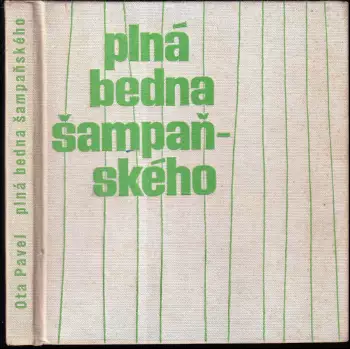 Ota Pavel plná bedna šampaňského
plná
bedna
šampaň-
ského